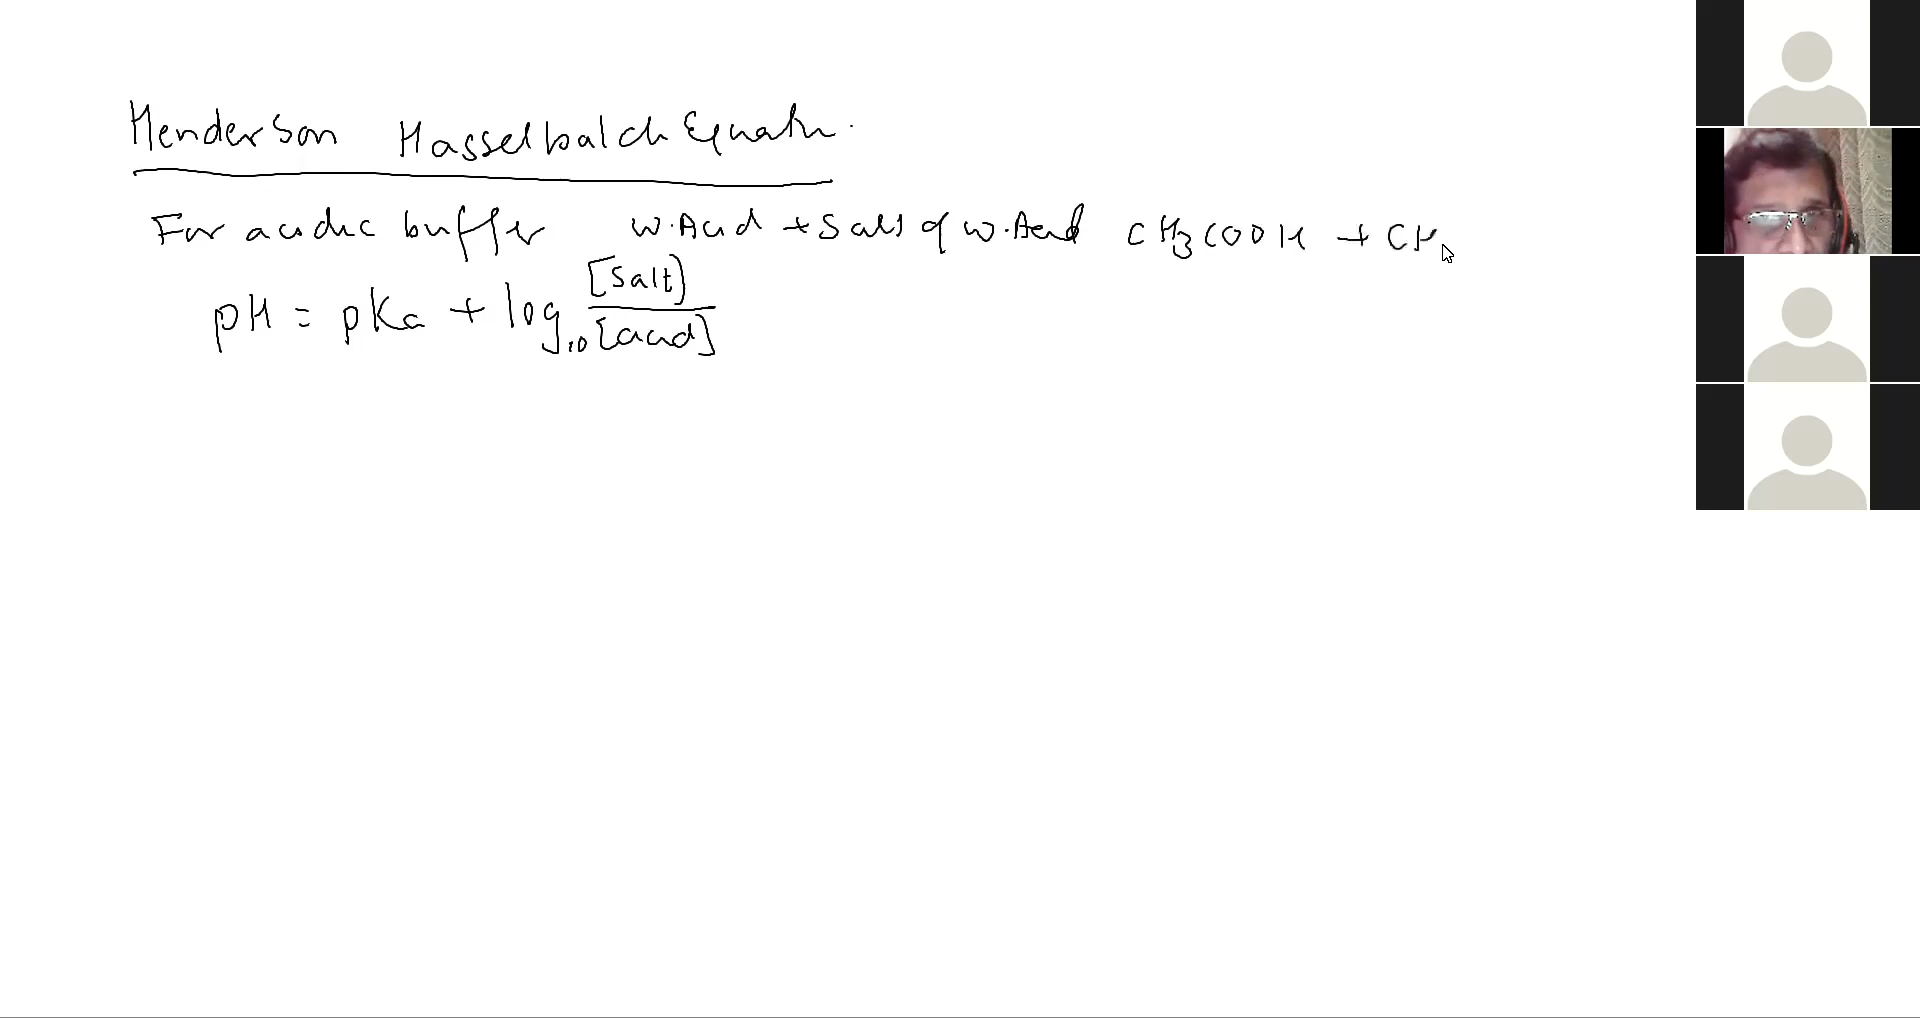 Henderson Hasselbalch Equatn.
For acidic buffer w.Acid + Salt of w.Acid CH3COOH + CH
pH = pKa + log10 [Salt]/[acid]